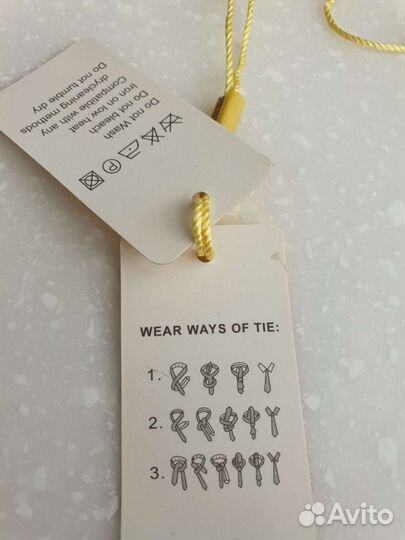 Do not Wash
Do not bleach
Iron on low heat
Compatible with any
drycleaning methods
Do not tumble dry
P
WEAR WAYS OF TIE:
1.
2.
3.
Avito